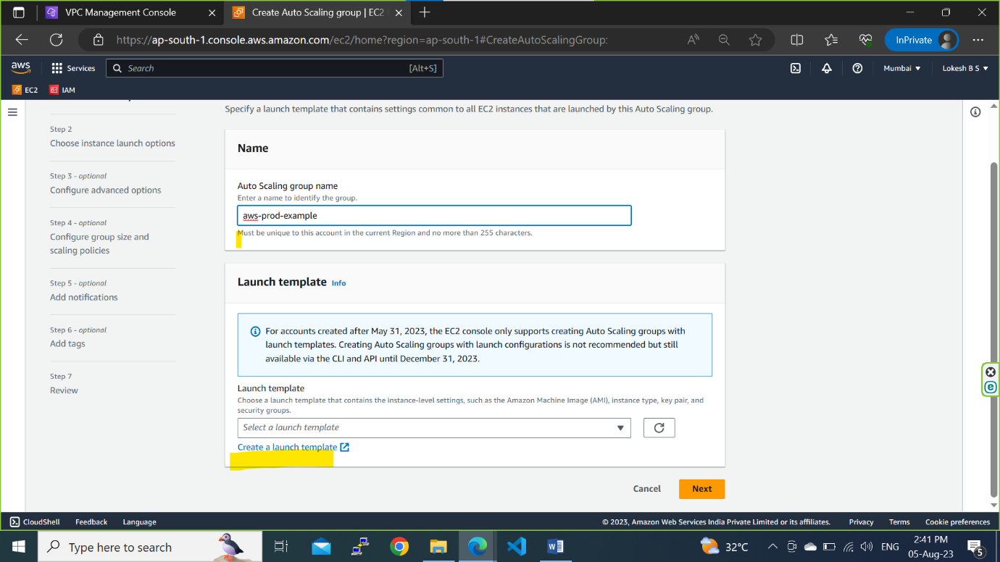 VPC Management Console
Create Auto Scaling group | EC2
https://ap-south-1.console.aws.amazon.com/ec2/home?region=ap-south-1#CreateAutoScalingGroup:
InPrivate
aws
Services
Search
[Alt+S]
Mumbai
Lokesh B S
EC2
IAM
Specify a launch template that contains settings common to all EC2 instances that are launched by this Auto Scaling group.
Step 2
Choose instance launch options
Step 3 - optional
Configure advanced options
Step 4 - optional
Configure group size and
scaling policies
Step 5 - optional
Add notifications
Step 6 - optional
Add tags
Step 7
Review
Name
Auto Scaling group name
Enter a name to identify the group.
aws-prod-example
Must be unique to this account in the current Region and no more than 255 characters.
Launch template Info
For accounts created after May 31, 2023, the EC2 console only supports creating Auto Scaling groups with
launch templates. Creating Auto Scaling groups with launch configurations is not recommended but still
available via the CLI and API until December 31, 2023.
Launch template
Choose a launch template that contains the instance-level settings, such as the Amazon Machine Image (AMI), instance type, key pair, and
security groups.
Select a launch template
Create a launch template
Cancel
Next
CloudShell
Feedback
Language
© 2023, Amazon Web Services India Private Limited or its affiliates.
Privacy
Terms
Cookie preferences
Type here to search
32°C
ENG
2:41 PM
05-Aug-23
5